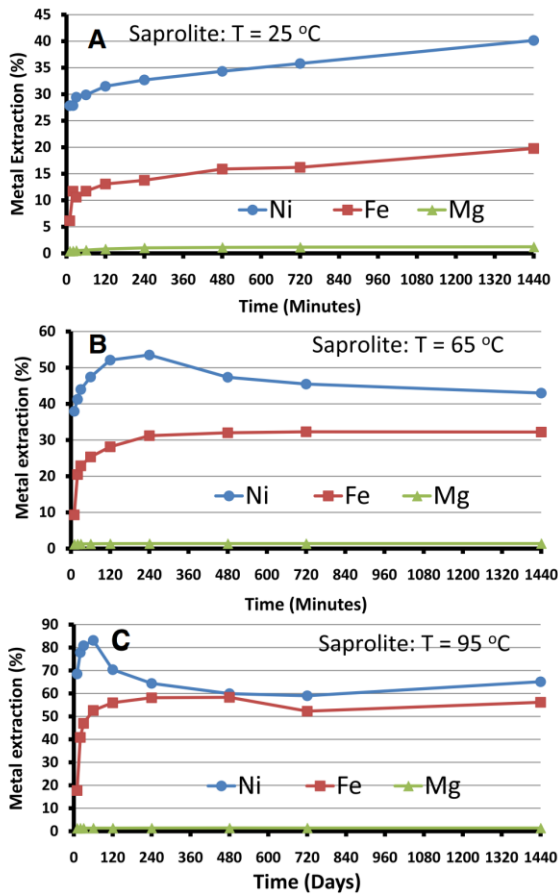 A Saprolite: T = 25 °C
Metal Extraction (%)
45
40
35
30
25
20
15
10
5
0
Ni Fe Mg
0 120 240 360 480 600 720 840 960 1080 1200 1320 1440
Time (Minutes)
B Saprolite: T = 65 °C
Metal extraction (%)
60
50
40
30
20
10
0
Ni Fe Mg
0 120 240 360 480 600 720 840 960 1080 1200 1320 1440
Time (Minutes)
C Saprolite: T = 95 °C
Metal extraction (%)
90
80
70
60
50
40
30
20
10
0
Ni Fe Mg
0 120 240 360 480 600 720 840 960 1080 1200 1320 1440
Time (Days)